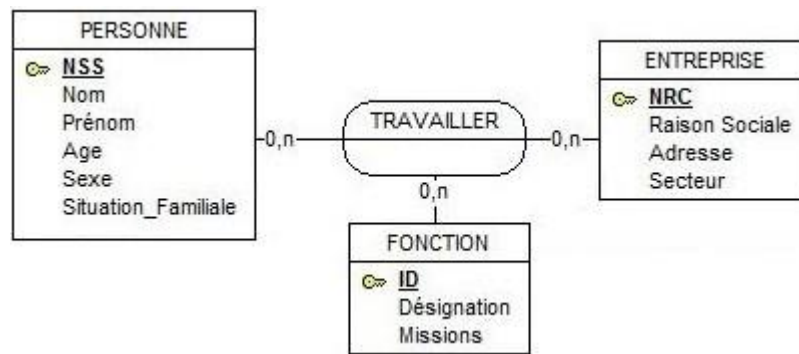 PERSONNE
NSS
Nom
Prénom
Age
Sexe
Situation_Familiale
0,n
TRAVAILLER
0,n
0,n
ENTREPRISE
NRC
Raison Sociale
Adresse
Secteur
FONCTION
ID
Désignation
Missions